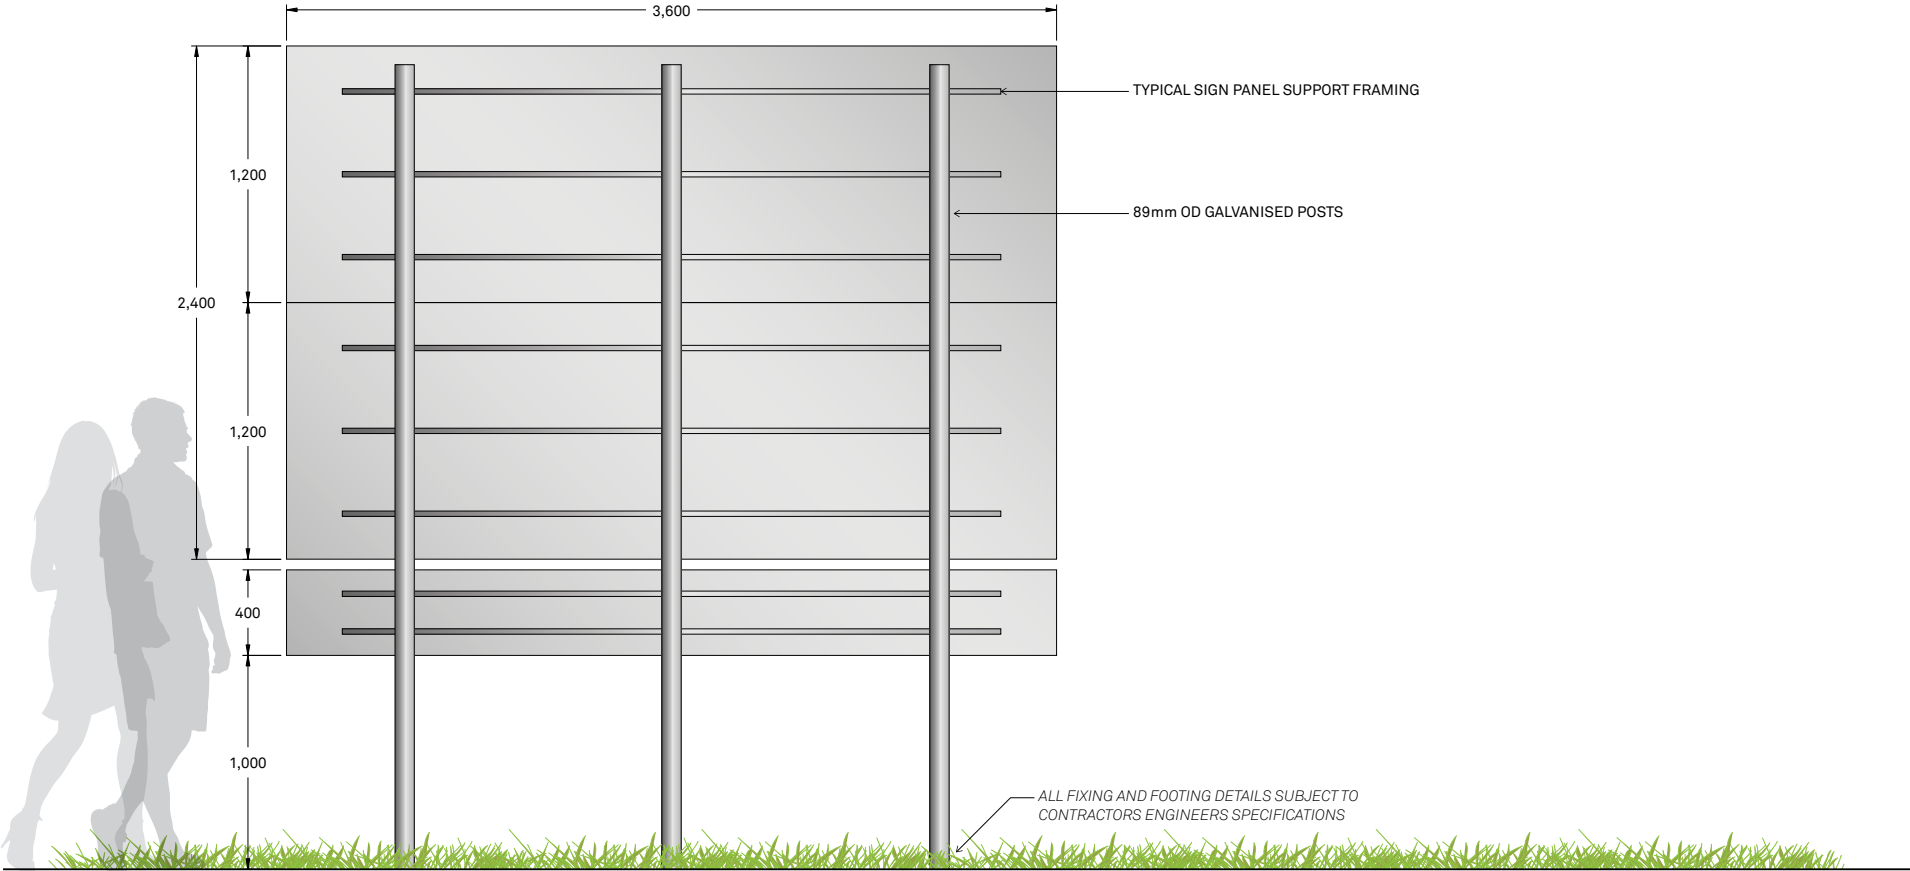 3,600
TYPICAL SIGN PANEL SUPPORT FRAMING
1,200
89mm OD GALVANISED POSTS
2,400
1,200
400
1,000
ALL FIXING AND FOOTING DETAILS SUBJECT TO
CONTRACTORS ENGINEERS SPECIFICATIONS